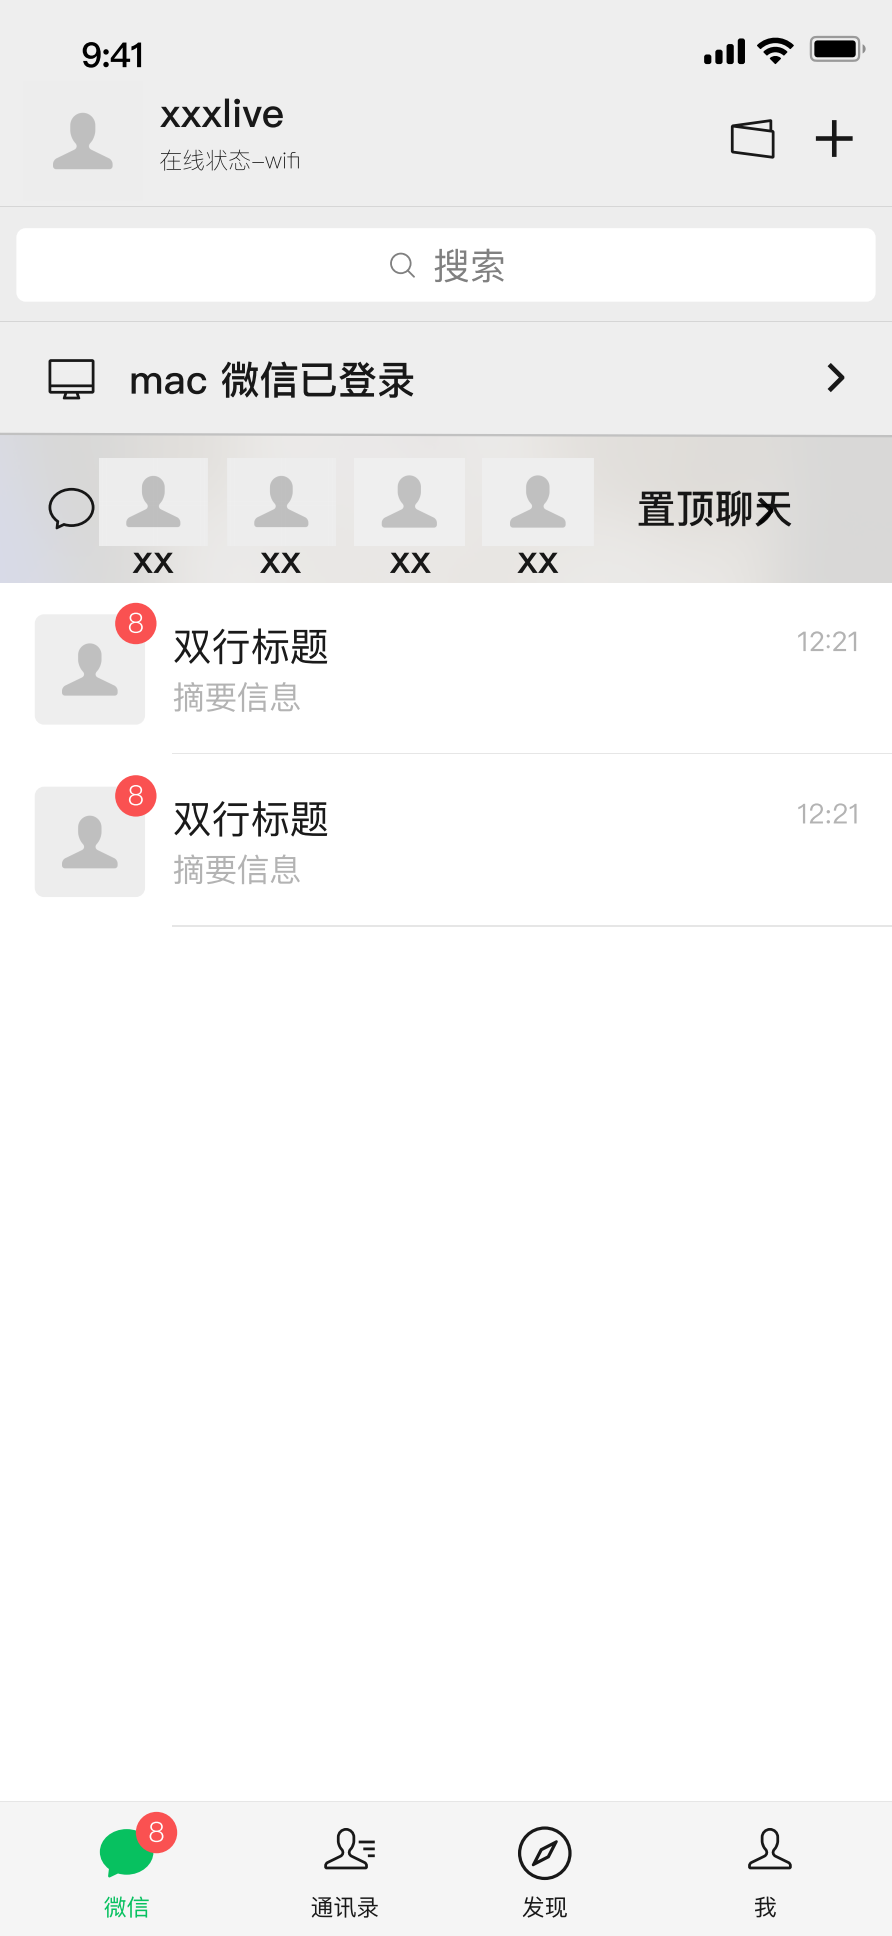 9:41
xxxlive
在线状态-wifi
搜索
mac 微信已登录
置顶聊天
xx xx xx xx
8
双行标题 12:21
摘要信息
8
双行标题 12:21
摘要信息
8
微信 通讯录 发现 我